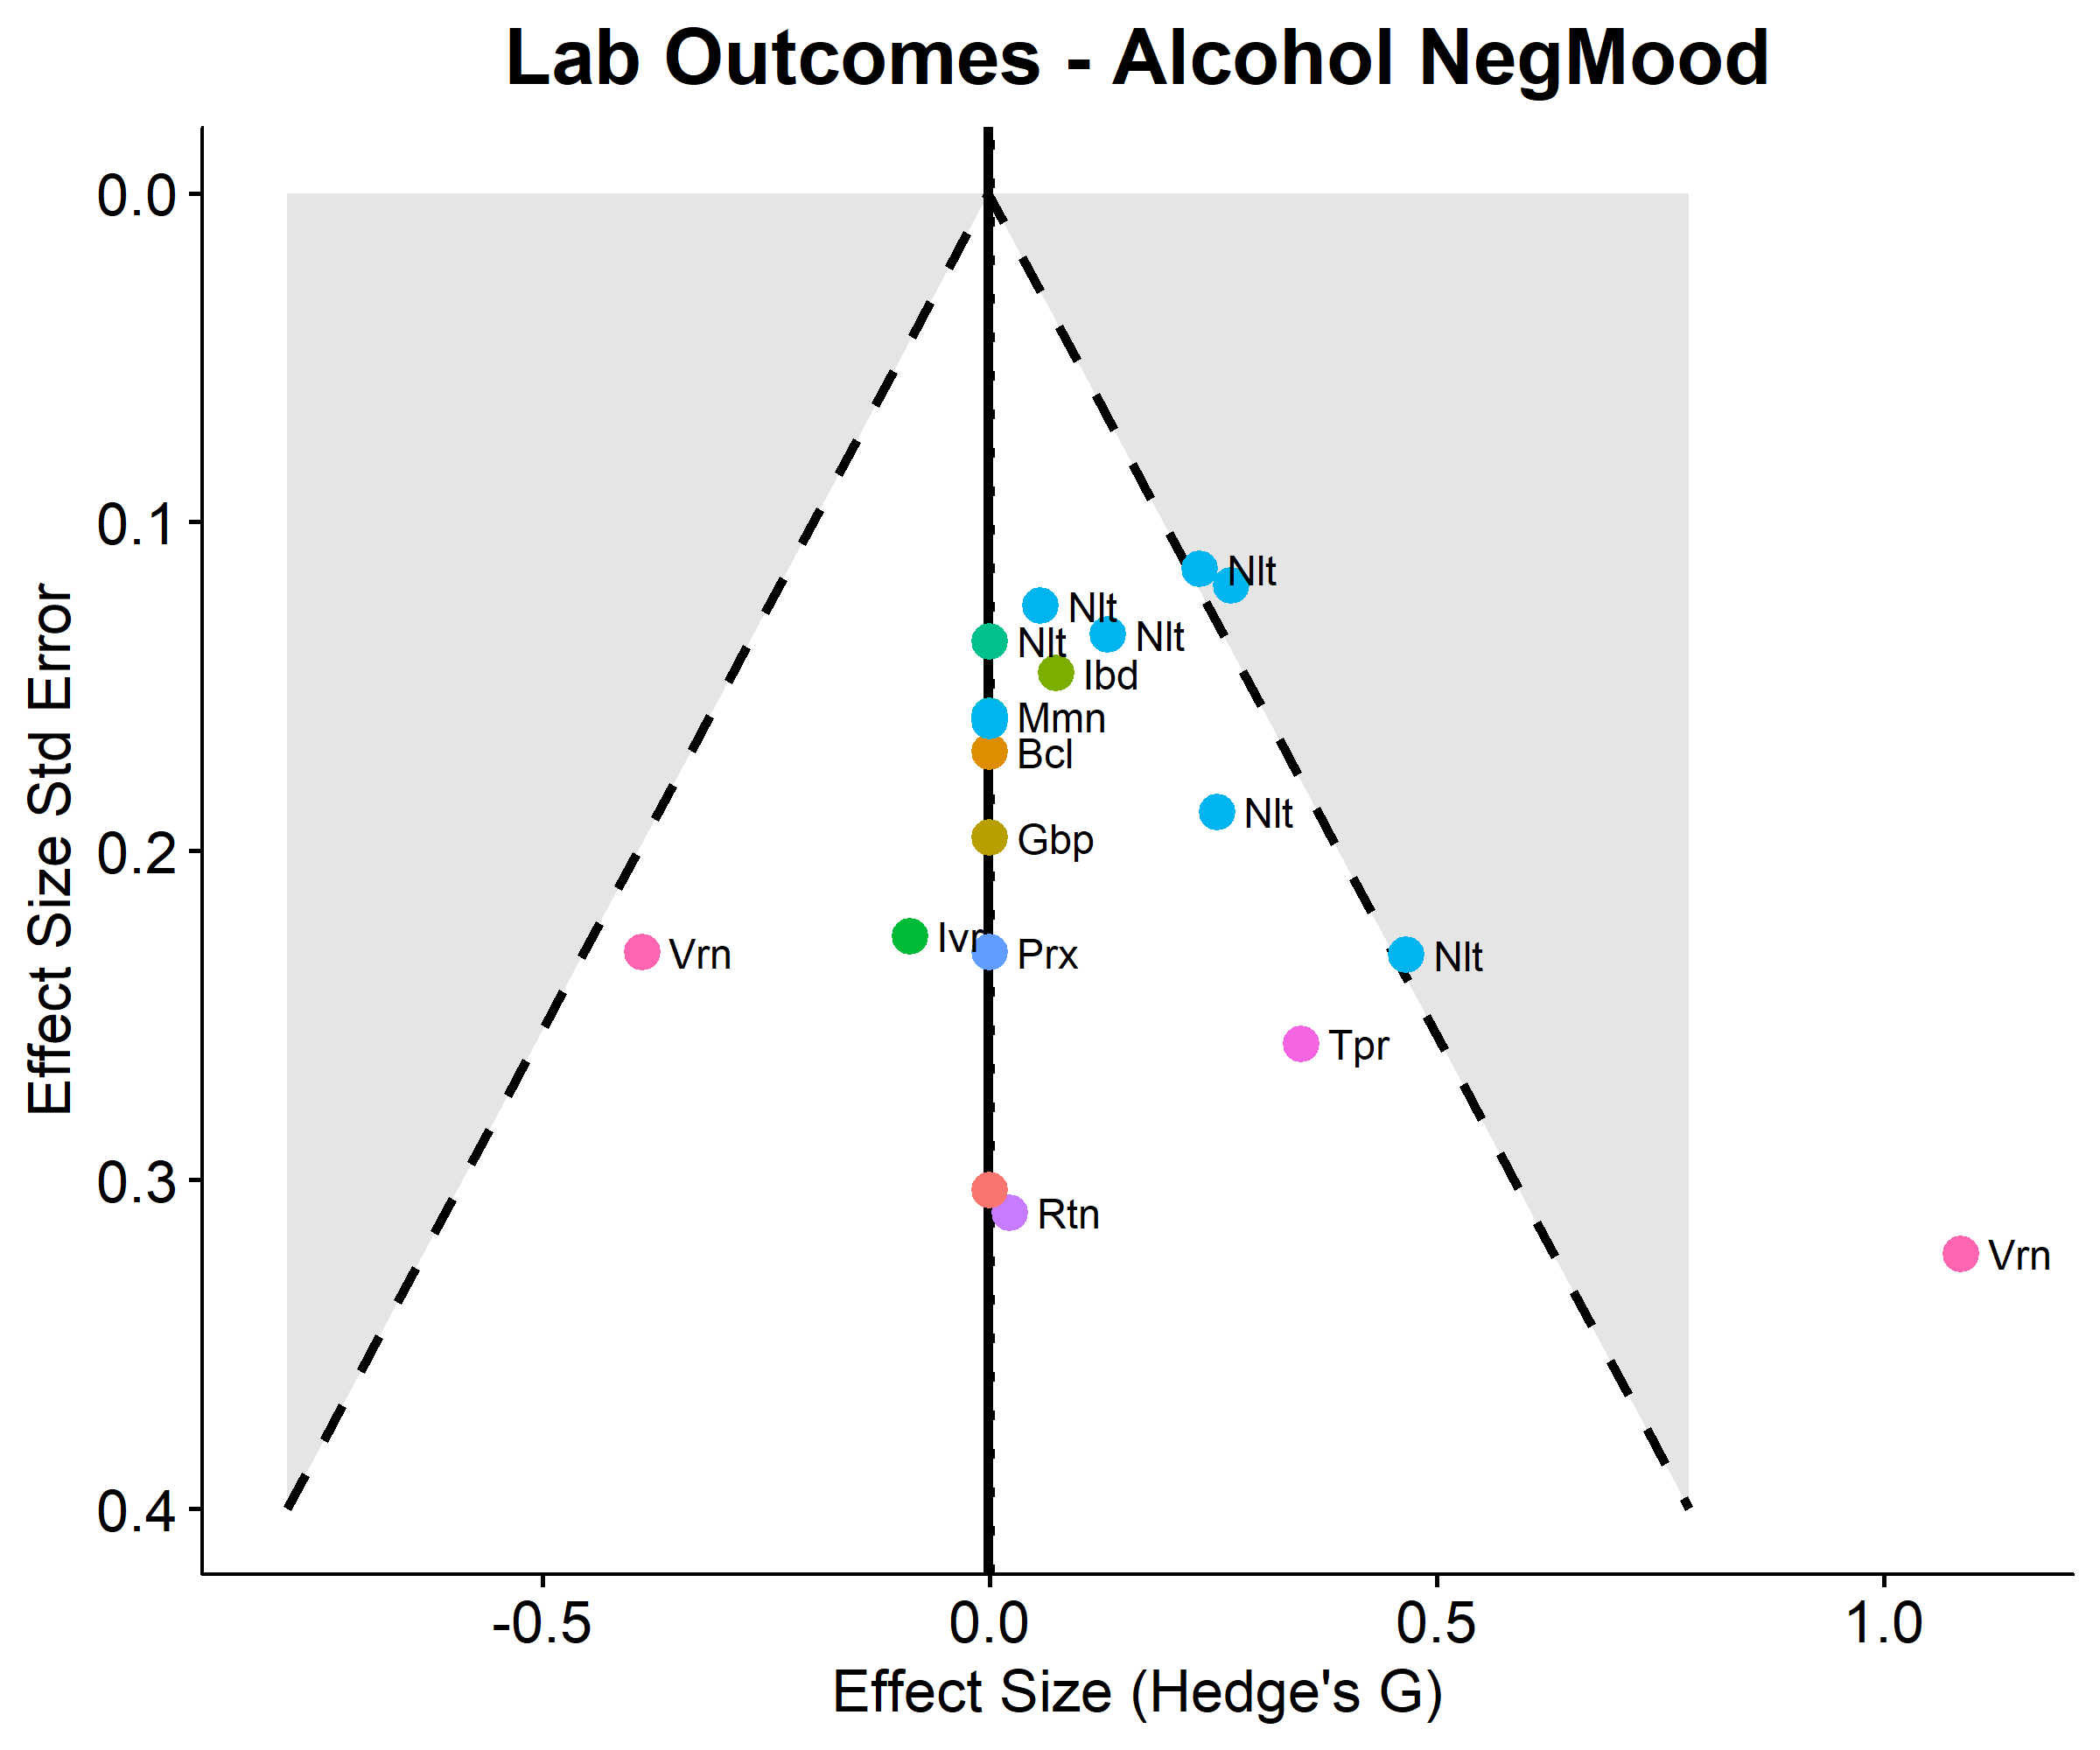 Lab Outcomes - Alcohol NegMood
Effect Size Std Error
0.0
0.1
0.2
0.3
0.4
Nlt
Nlt
Nlt
Nlt
Ibd
Mmn
Bcl
Nlt
Gbp
Ivr
Vrn
Prx
Nlt
Tpr
Rtn
Vrn
-0.5
0.0
0.5
1.0
Effect Size (Hedge's G)